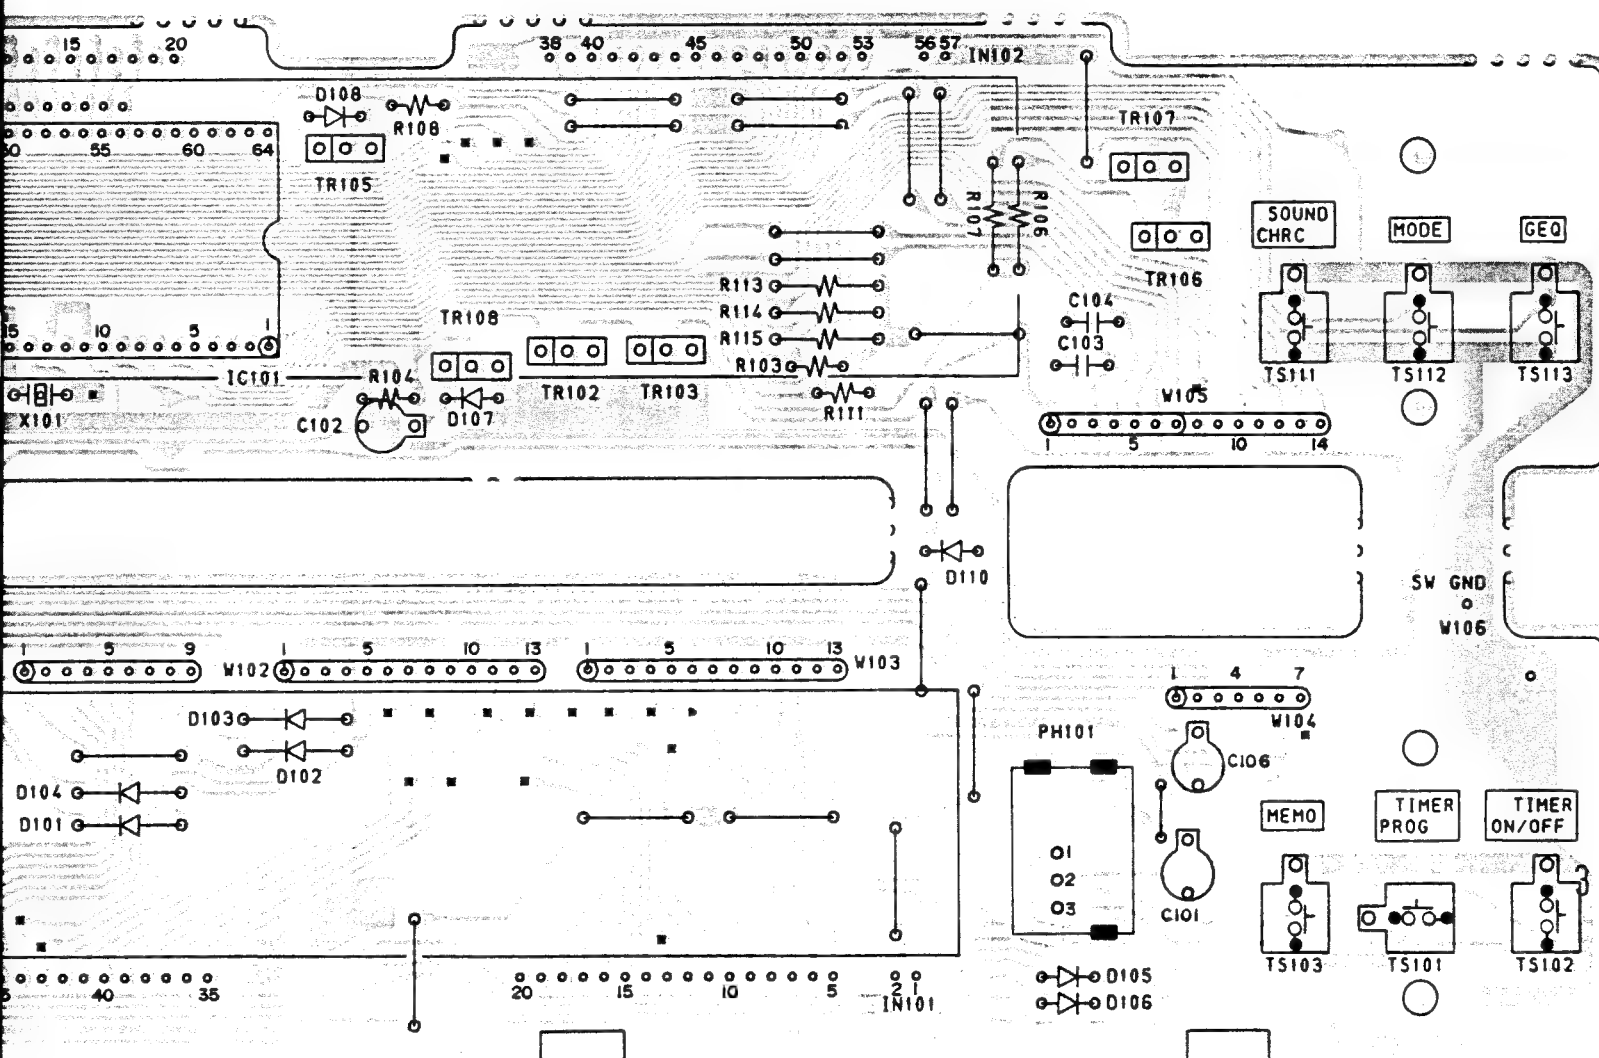 15 20 38 40 45 50 53 56 57 IN102
D108
R108
TR107
50 55 60 64
TR105
R107 R106
SOUND
CHRC
MODE
GEQ
TR106
R113
C104
R114
TR108
15 10 5 1
R115
C103
IC101
R104
R103
TR102
TR103
TS111
TS112
TS113
X101
C102
D107
R111
W105
1 5 10 14
D110
SW GND
W106
1 5 9
W102
1 5 10 13
1 5 10 13
W103
1 4 7
W104
D103
D102
PH101
C106
D104
D101
MEMO
TIMER
PROG
TIMER
ON/OFF
1
2
3
C101
3
TS103
TS101
TS102
D105
D106
40 35
20 15 10 5 2 1
IN101